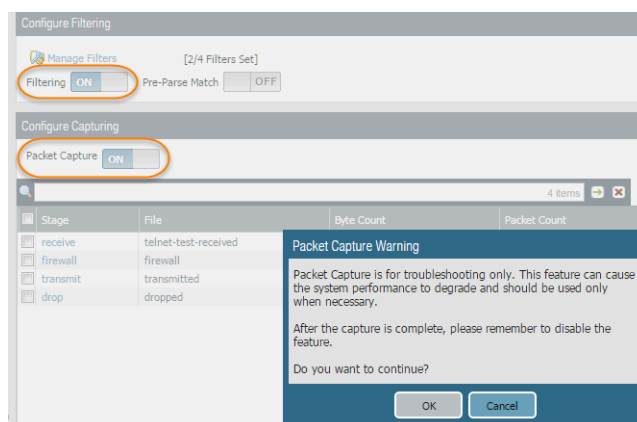 Configure Filtering
Manage Filters [2/4 Filters Set]
Filtering ON Pre-Parse Match OFF
Configure Capturing
Packet Capture ON
4 items
Stage File Byte Count Packet Count
receive telnet-test-received
firewall firewall
transmit transmitted
drop dropped
Packet Capture Warning
Packet Capture is for troubleshooting only. This feature can cause
the system performance to degrade and should be used only
when necessary.
After the capture is complete, please remember to disable the
feature.
Do you want to continue?
OK Cancel